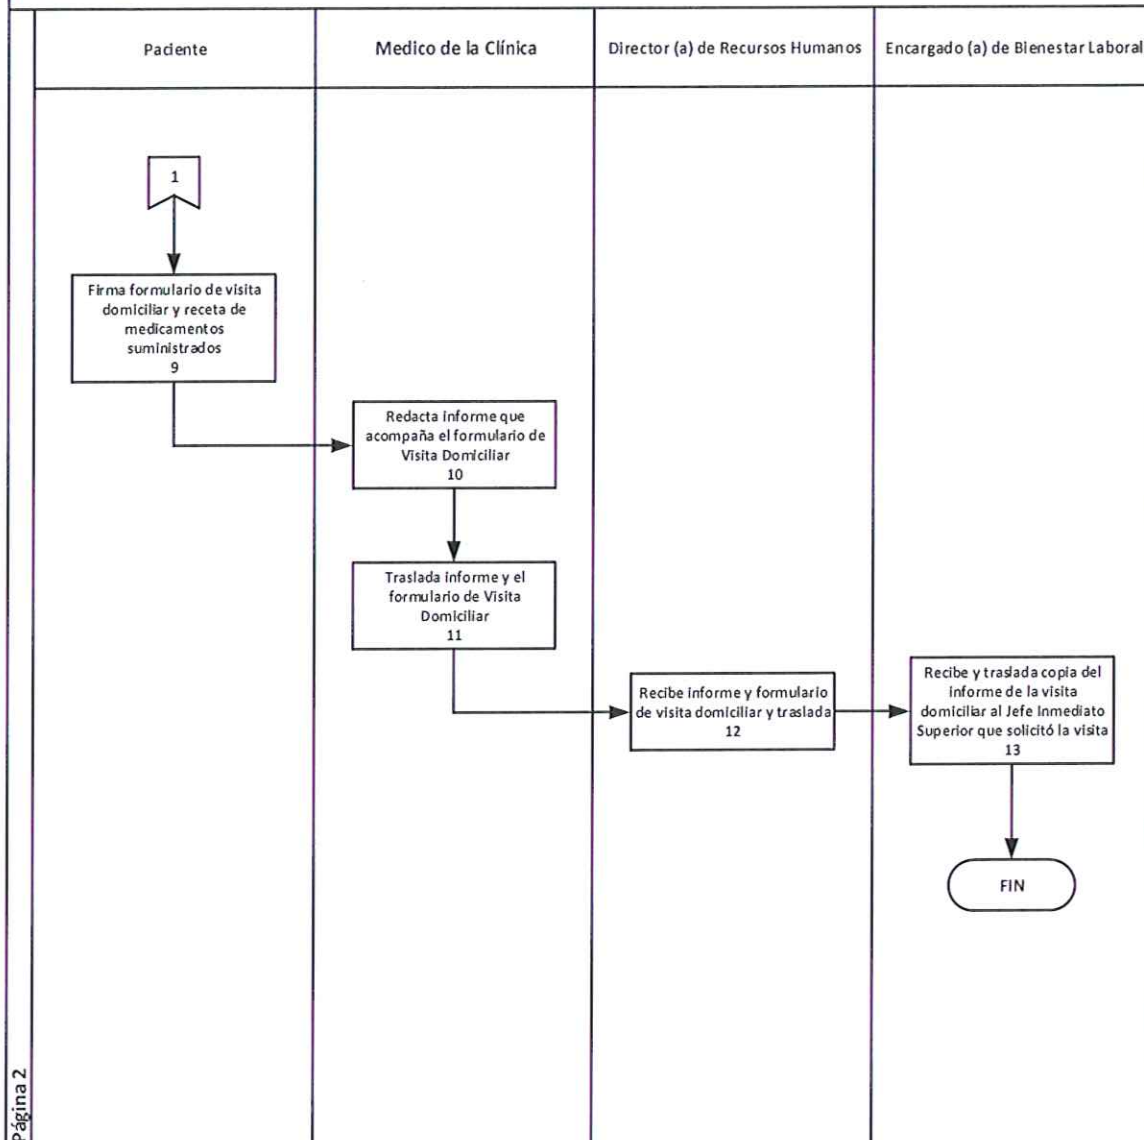 Paciente
Medico de la Clínica
Director (a) de Recursos Humanos
Encargado (a) de Bienestar Laboral
1
Firma formulario de visita
domiciliar y receta de
medicamentos
suministrados
9
Redacta informe que
acompaña el formulario de
Visita Domiciliar
10
Traslada informe y el
formulario de Visita
Domiciliar
11
Recibe informe y formulario
de visita domiciliar y traslada
12
Recibe y traslada copia del
informe de la visita
domiciliar al Jefe Inmediato
Superior que solicitó la visita
13
FIN
Página 2